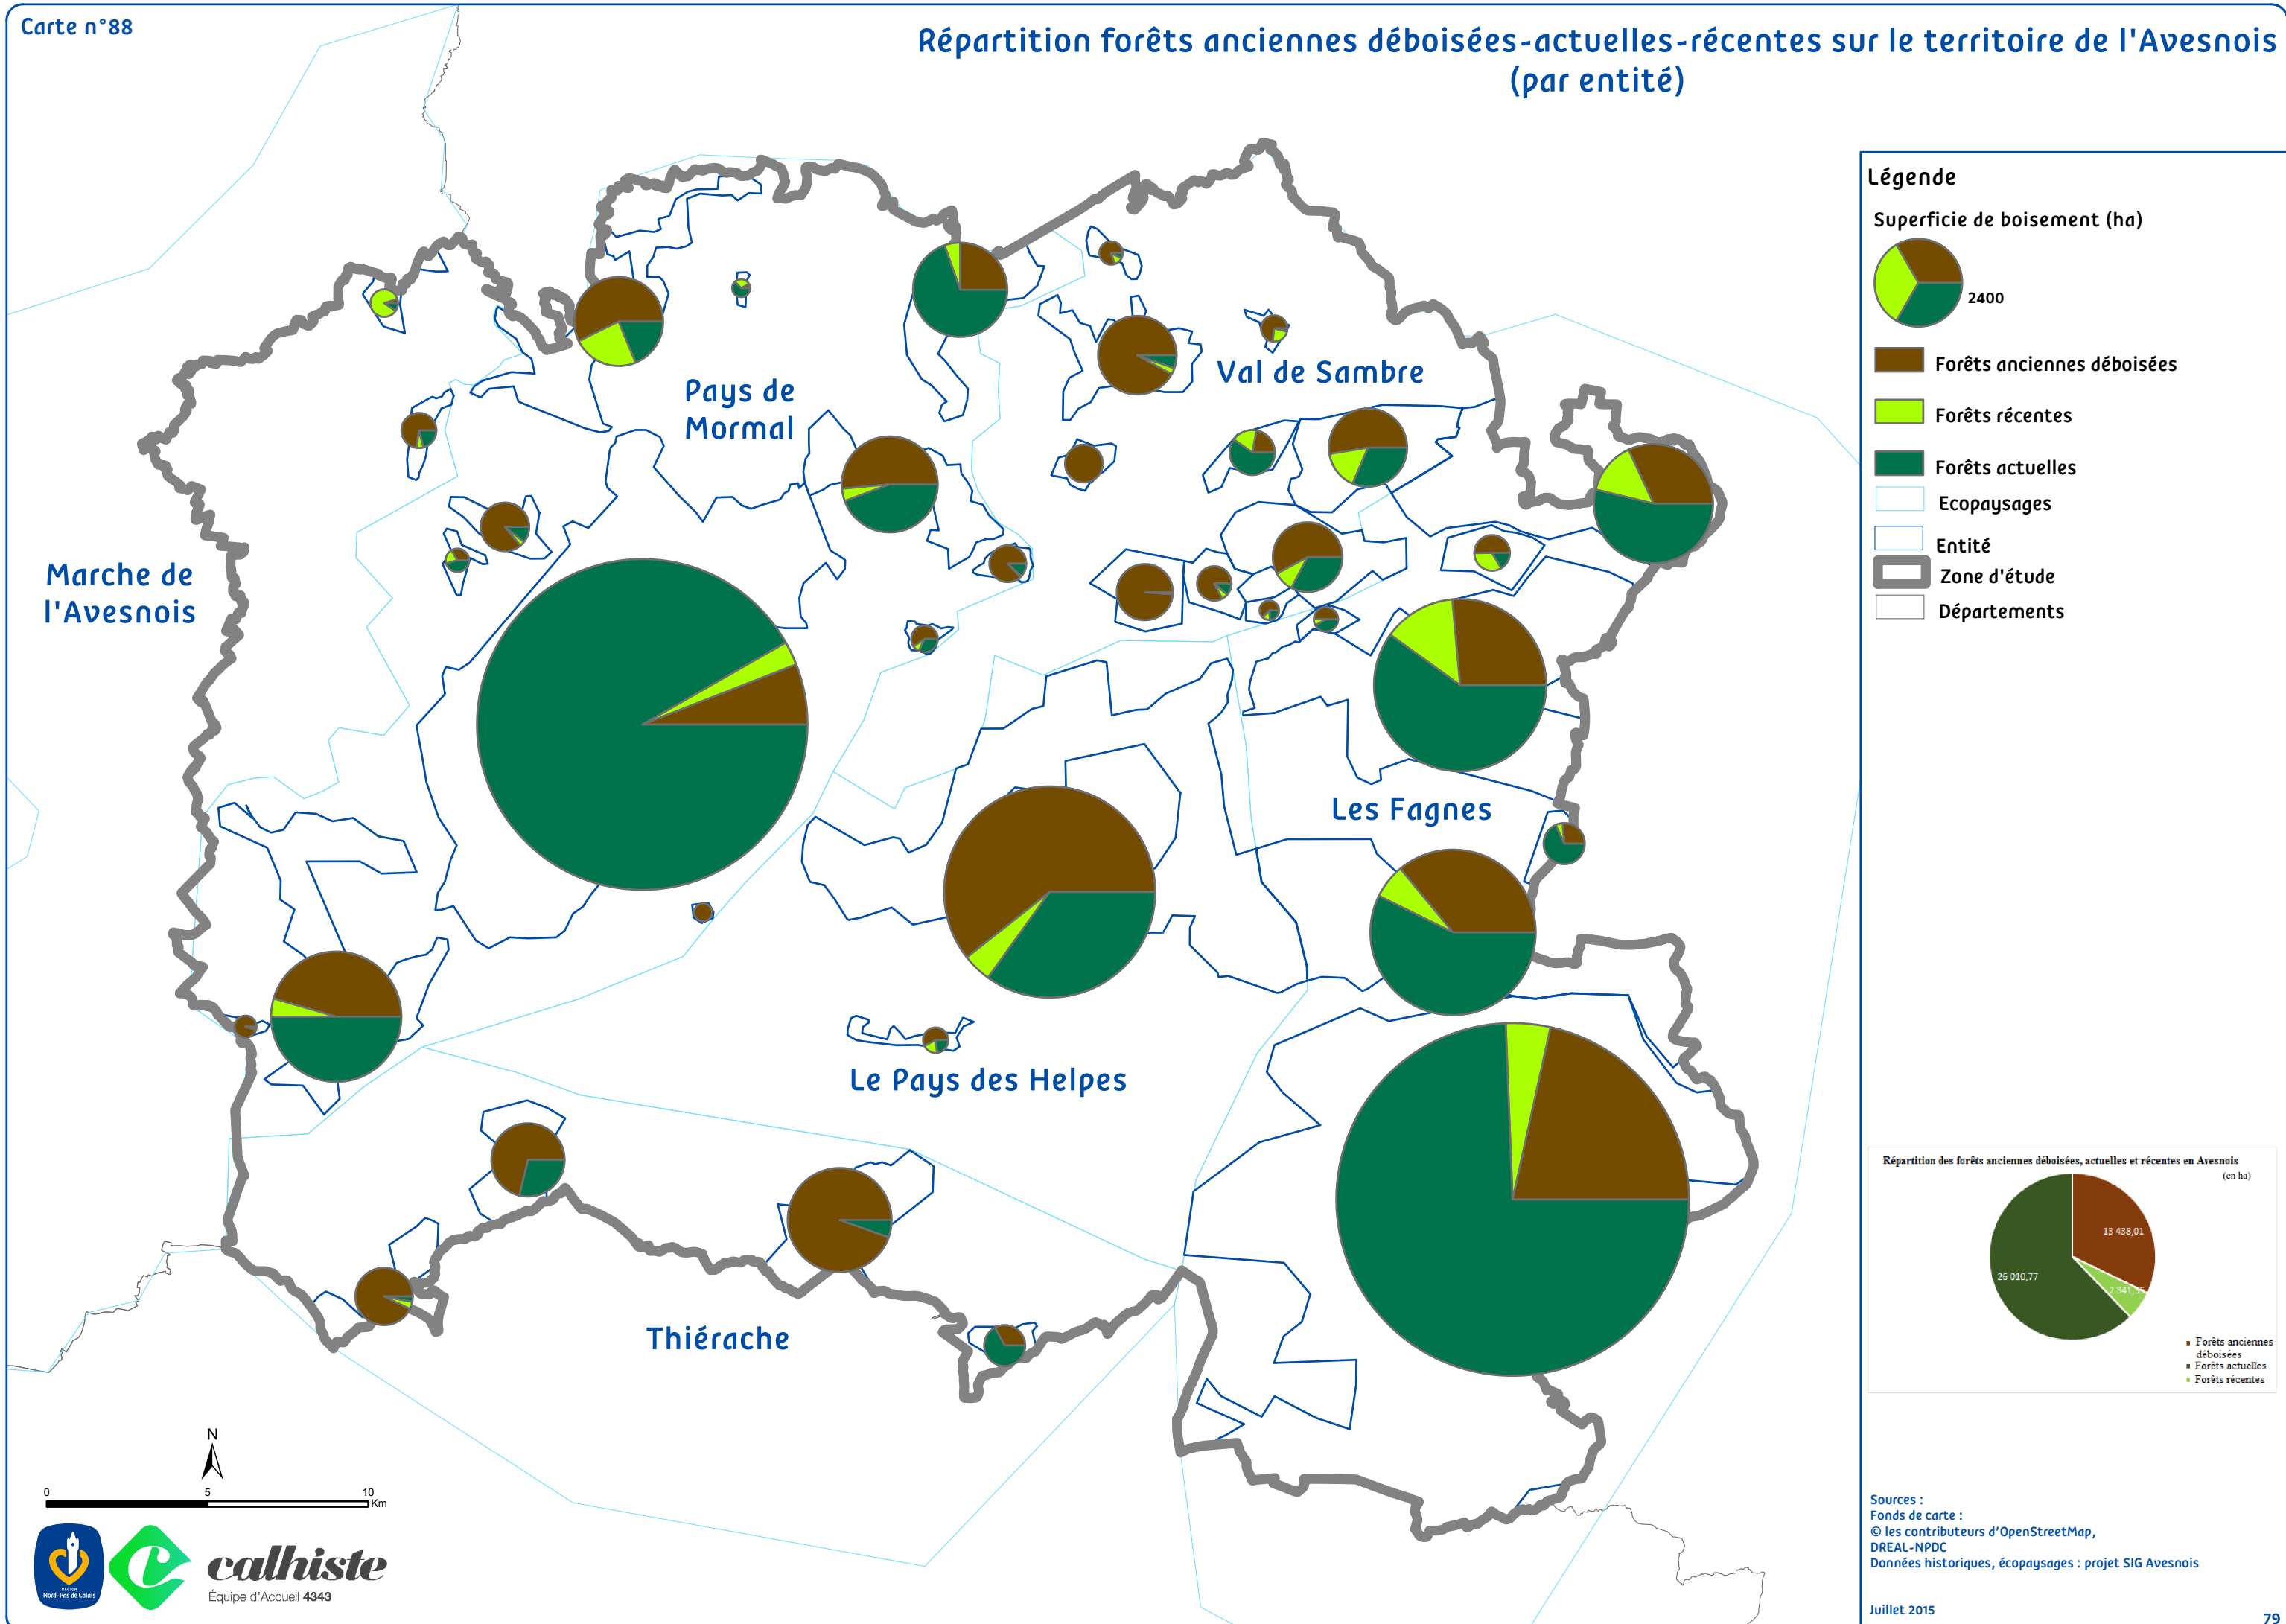 Carte n°88
Répartition forêts anciennes déboisées-actuelles-récentes sur le territoire de l'Avesnois
(par entité)
Pays de
Mormal
Val de Sambre
Marche de
l'Avesnois
Les Fagnes
Le Pays des Helpes
Thiérache
Légende
Superficie de boisement (ha)
2400
Forêts anciennes déboisées
Forêts récentes
Forêts actuelles
Ecopaysages
Entité
Zone d'étude
Départements
Répartition des forêts anciennes déboisées, actuelles et récentes en Avesnois
(en ha)
13 438,01
26 010,77
Forêts anciennes
déboisées
Forêts actuelles
Forêts récentes
N
0 5 10
Km
RÉGION
Nord-Pas de Calais
calhiste
Équipe d'Accueil 4343
Sources :
Fonds de carte :
© les contributeurs d'OpenStreetMap,
DREAL-NPDC
Données historiques, écopaysages : projet SIG Avesnois
Juillet 2015
79